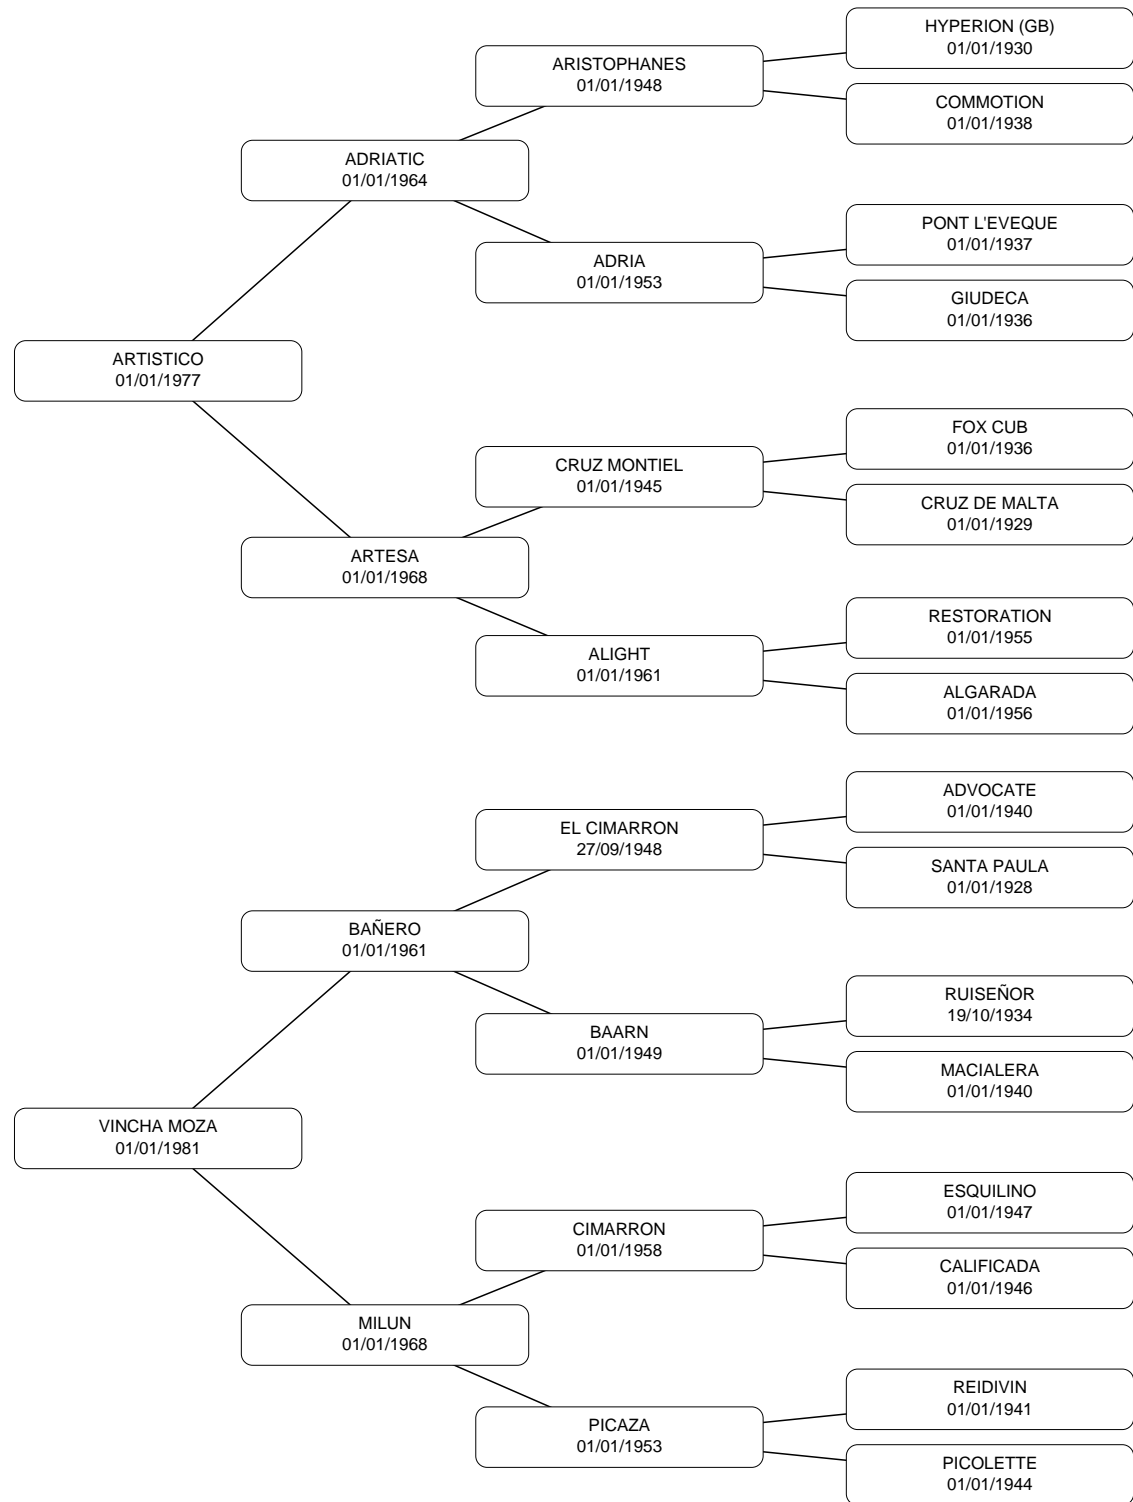 HYPERION (GB)
01/01/1930
ARISTOPHANES
01/01/1948
COMMOTION
01/01/1938
ADRIATIC
01/01/1964
PONT L'EVEQUE
01/01/1937
ADRIA
01/01/1953
GIUDECA
01/01/1936
ARTISTICO
01/01/1977
FOX CUB
01/01/1936
CRUZ MONTIEL
01/01/1945
CRUZ DE MALTA
01/01/1929
ARTESA
01/01/1968
RESTORATION
01/01/1955
ALIGHT
01/01/1961
ALGARADA
01/01/1956
ADVOCATE
01/01/1940
EL CIMARRON
27/09/1948
SANTA PAULA
01/01/1928
BAÑERO
01/01/1961
RUISEÑOR
19/10/1934
BAARN
01/01/1949
MACIALERA
01/01/1940
VINCHA MOZA
01/01/1981
ESQUILINO
01/01/1947
CIMARRON
01/01/1958
CALIFICADA
01/01/1946
MILUN
01/01/1968
REIDIVIN
01/01/1941
PICAZA
01/01/1953
PICOLETTE
01/01/1944